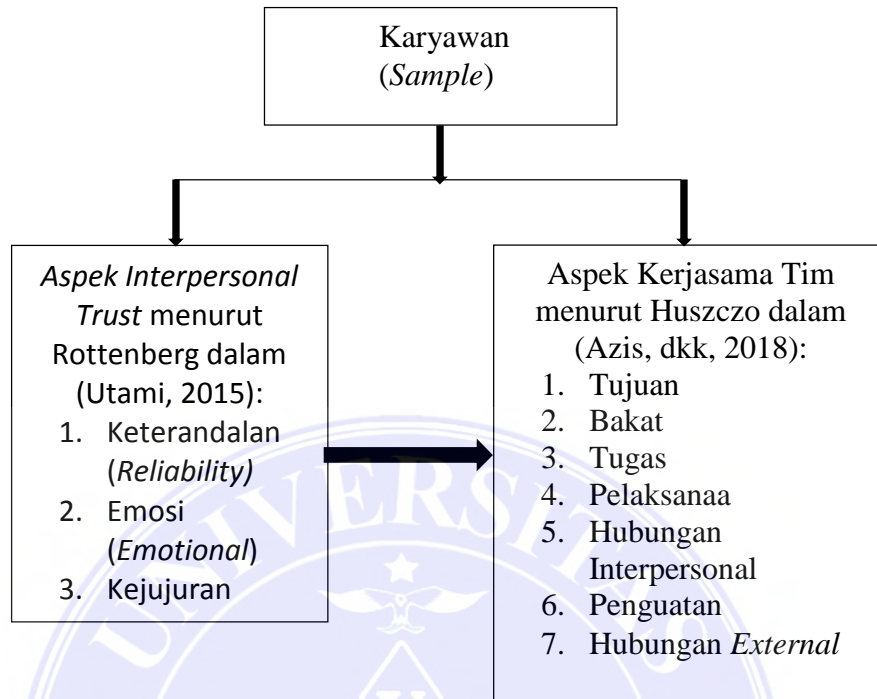 Karyawan
(Sample)
Aspek Interpersonal
Trust menurut
Rottenberg dalam
(Utami, 2015):
1. Keterandalan
(Reliability)
2. Emosi
(Emotional)
3. Kejujuran
Aspek Kerjasama Tim
menurut Huszczo dalam
(Azis, dkk, 2018):
1. Tujuan
2. Bakat
3. Tugas
4. Pelaksanaa
5. Hubungan
Interpersonal
6. Penguatan
7. Hubungan External
UNIVERSITAS